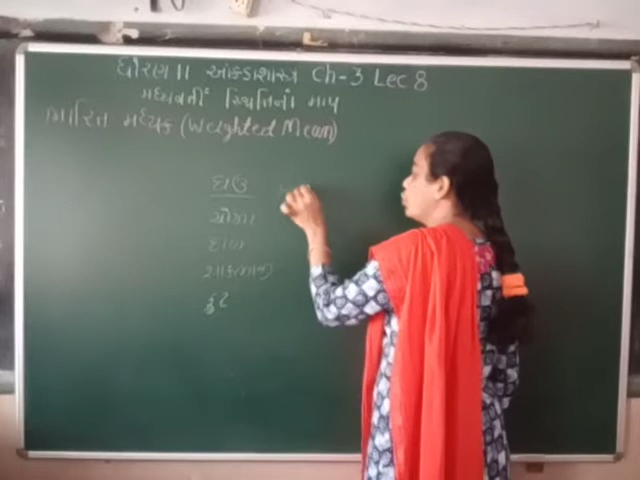 ધોરણ 11 આંકડાશાસ્ત્ર Ch-3 Lec 8
મધ્યવર્તી સ્થિતિનાં માપ
ભારિત મધ્યક (Weighted Mean)
ઘઉં
ચોખા
દાળ
શાકભાજી
ફ્રુટ